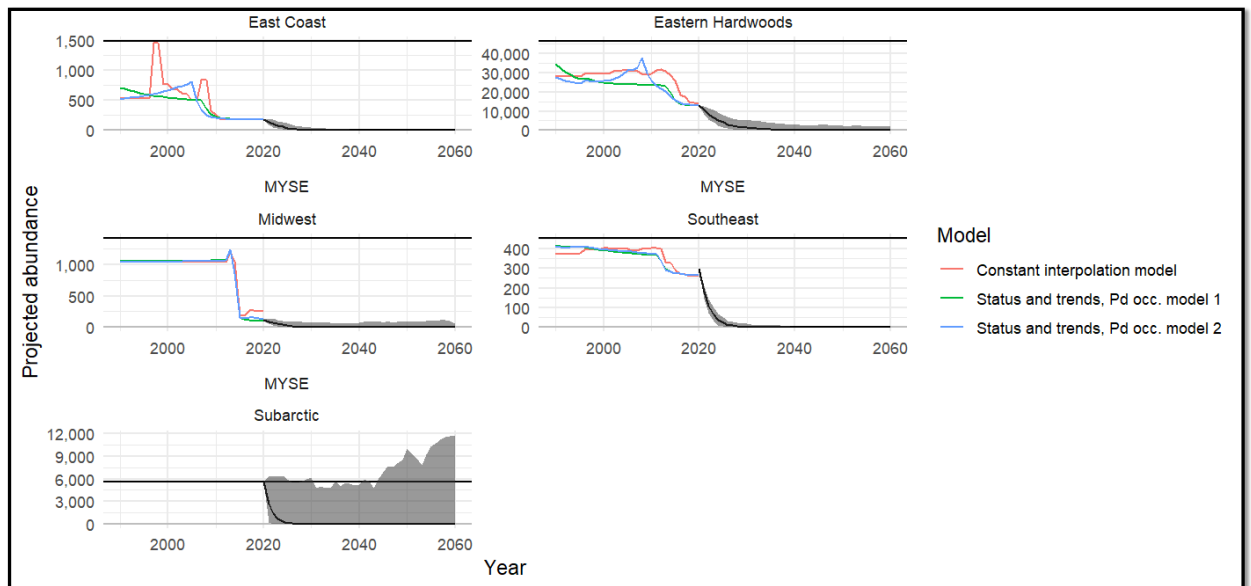 East Coast
Eastern Hardwoods
1,500
1,000
500
0
40,000
30,000
20,000
10,000
0
2000 2020 2040 2060
2000 2020 2040 2060
MYSE
MYSE
Midwest
Southeast
1,000
500
0
400
300
200
100
0
2000 2020 2040 2060
2000 2020 2040 2060
MYSE
Subarctic
12,000
9,000
6,000
3,000
0
2000 2020 2040 2060
Projected abundance
Year
Model
Constant interpolation model
Status and trends, Pd occ. model 1
Status and trends, Pd occ. model 2